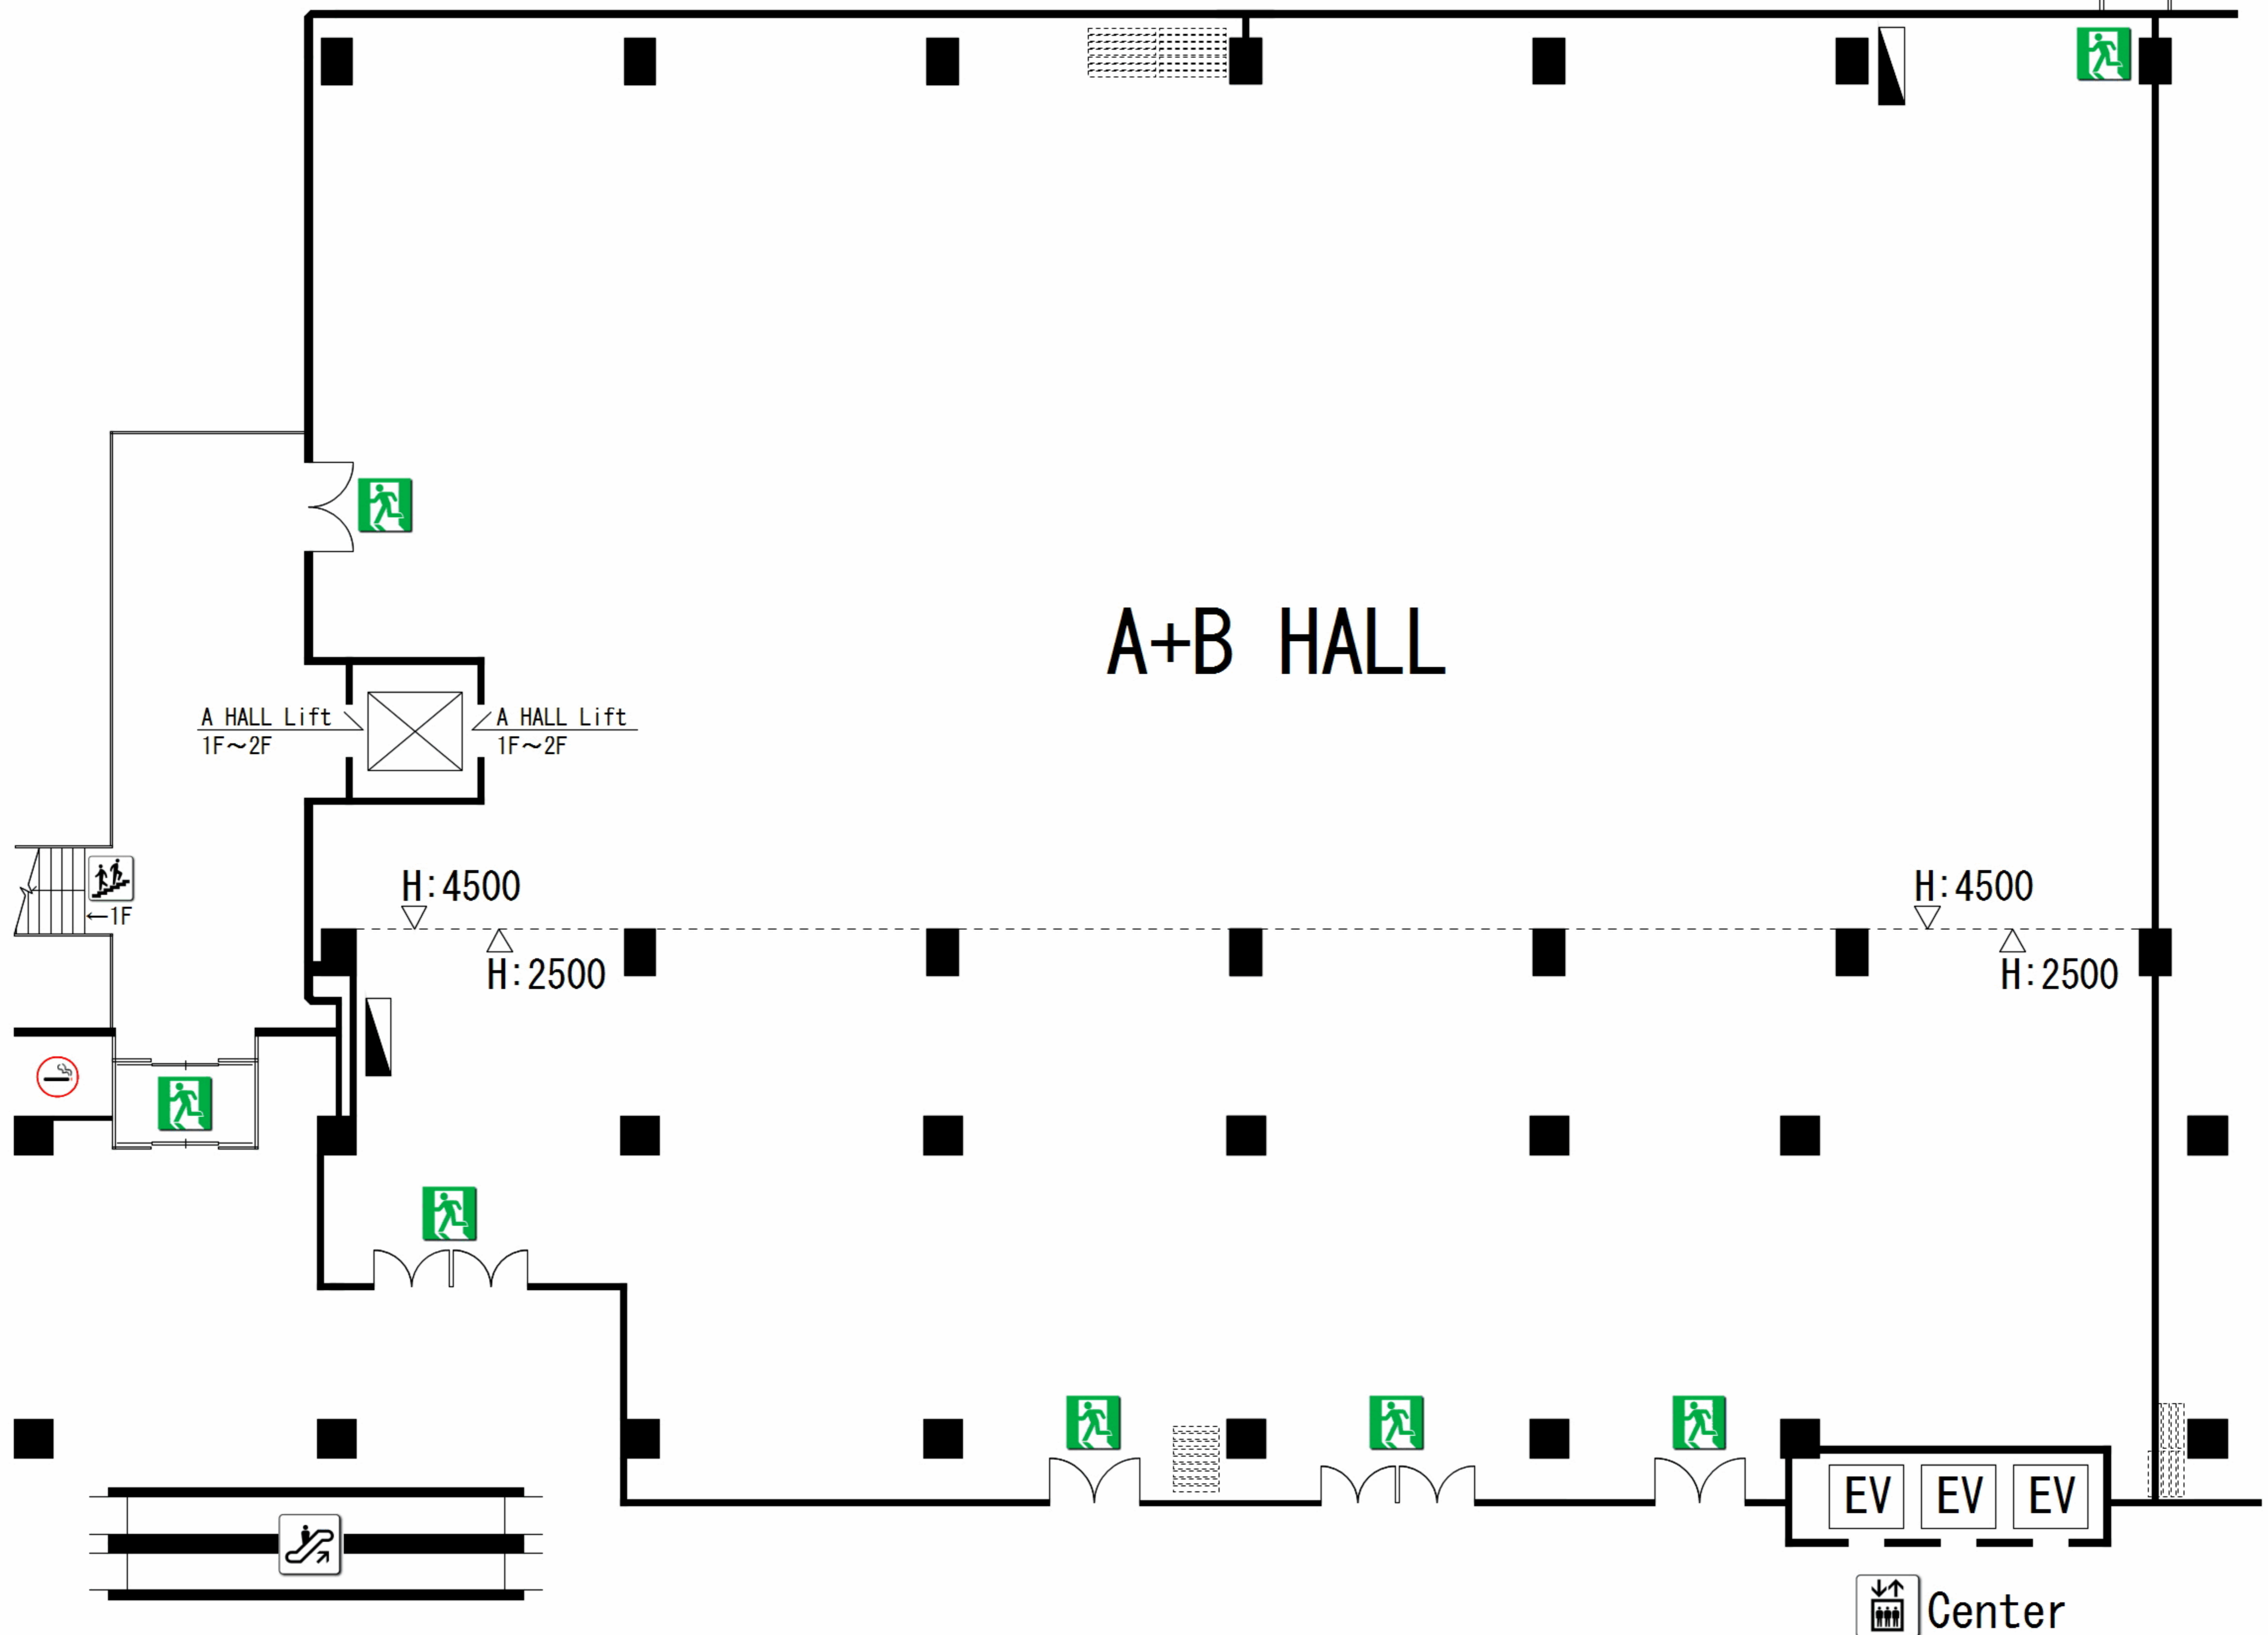 A+B HALL
A HALL Lift
1F～2F
A HALL Lift
1F～2F
H:4500
H:4500
←1F
H:2500
H:2500
EV
EV
EV
Center